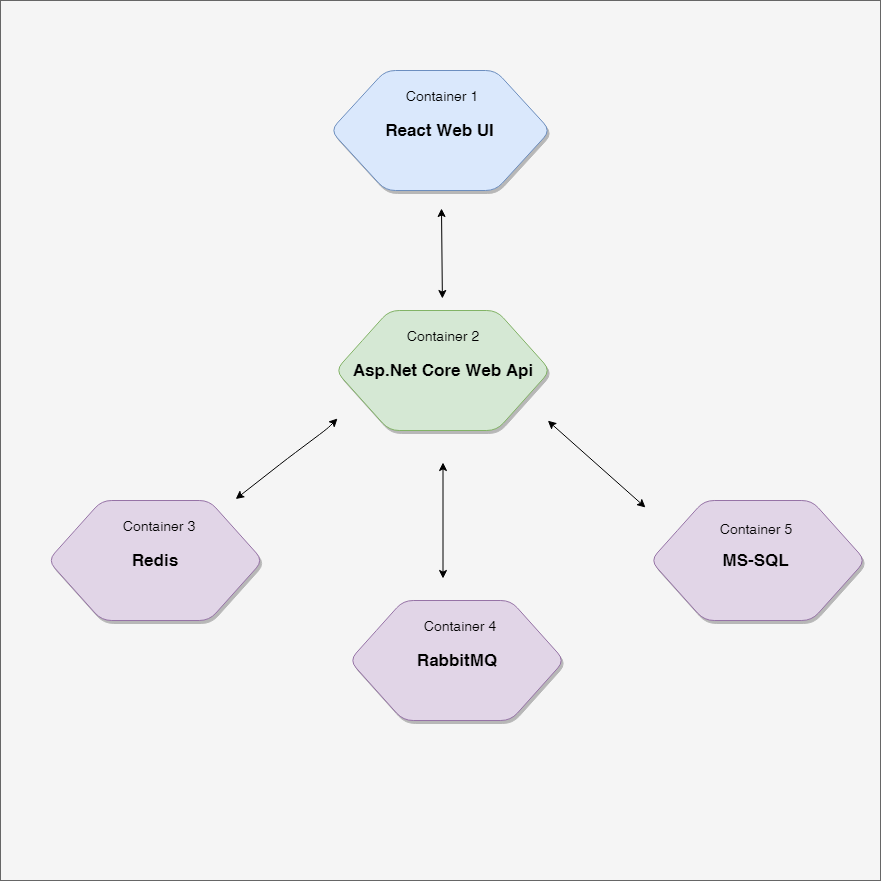 Container 1
React Web UI
Container 2
Asp.Net Core Web Api
Container 3
Redis
Container 4
RabbitMQ
Container 5
MS-SQL